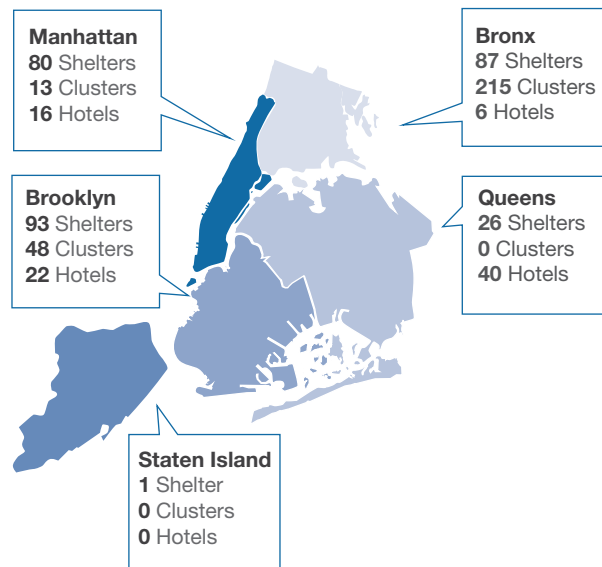 Manhattan
80 Shelters
13 Clusters
16 Hotels
Bronx
87 Shelters
215 Clusters
6 Hotels
Brooklyn
93 Shelters
48 Clusters
22 Hotels
Queens
26 Shelters
0 Clusters
40 Hotels
Staten Island
1 Shelter
0 Clusters
0 Hotels